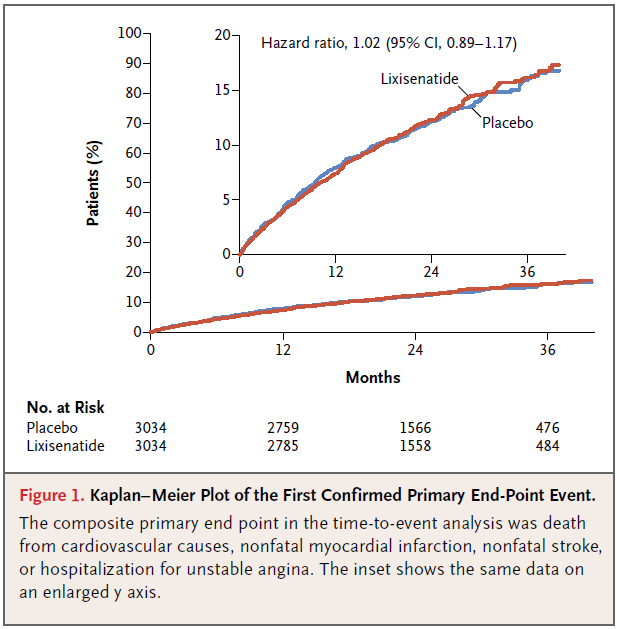 100
90
80
70
60
50
40
30
20
10
0
Patients (%)
20
15
10
5
0
Hazard ratio, 1.02 (95% CI, 0.89–1.17)
Lixisenatide
Placebo
0 12 24 36
0 12 24 36
Months
No. at Risk
Placebo 3034 2759 1566 476
Lixisenatide 3034 2785 1558 484
Figure 1. Kaplan–Meier Plot of the First Confirmed Primary End-Point Event.
The composite primary end point in the time-to-event analysis was death
from cardiovascular causes, nonfatal myocardial infarction, nonfatal stroke,
or hospitalization for unstable angina. The inset shows the same data on
an enlarged y axis.